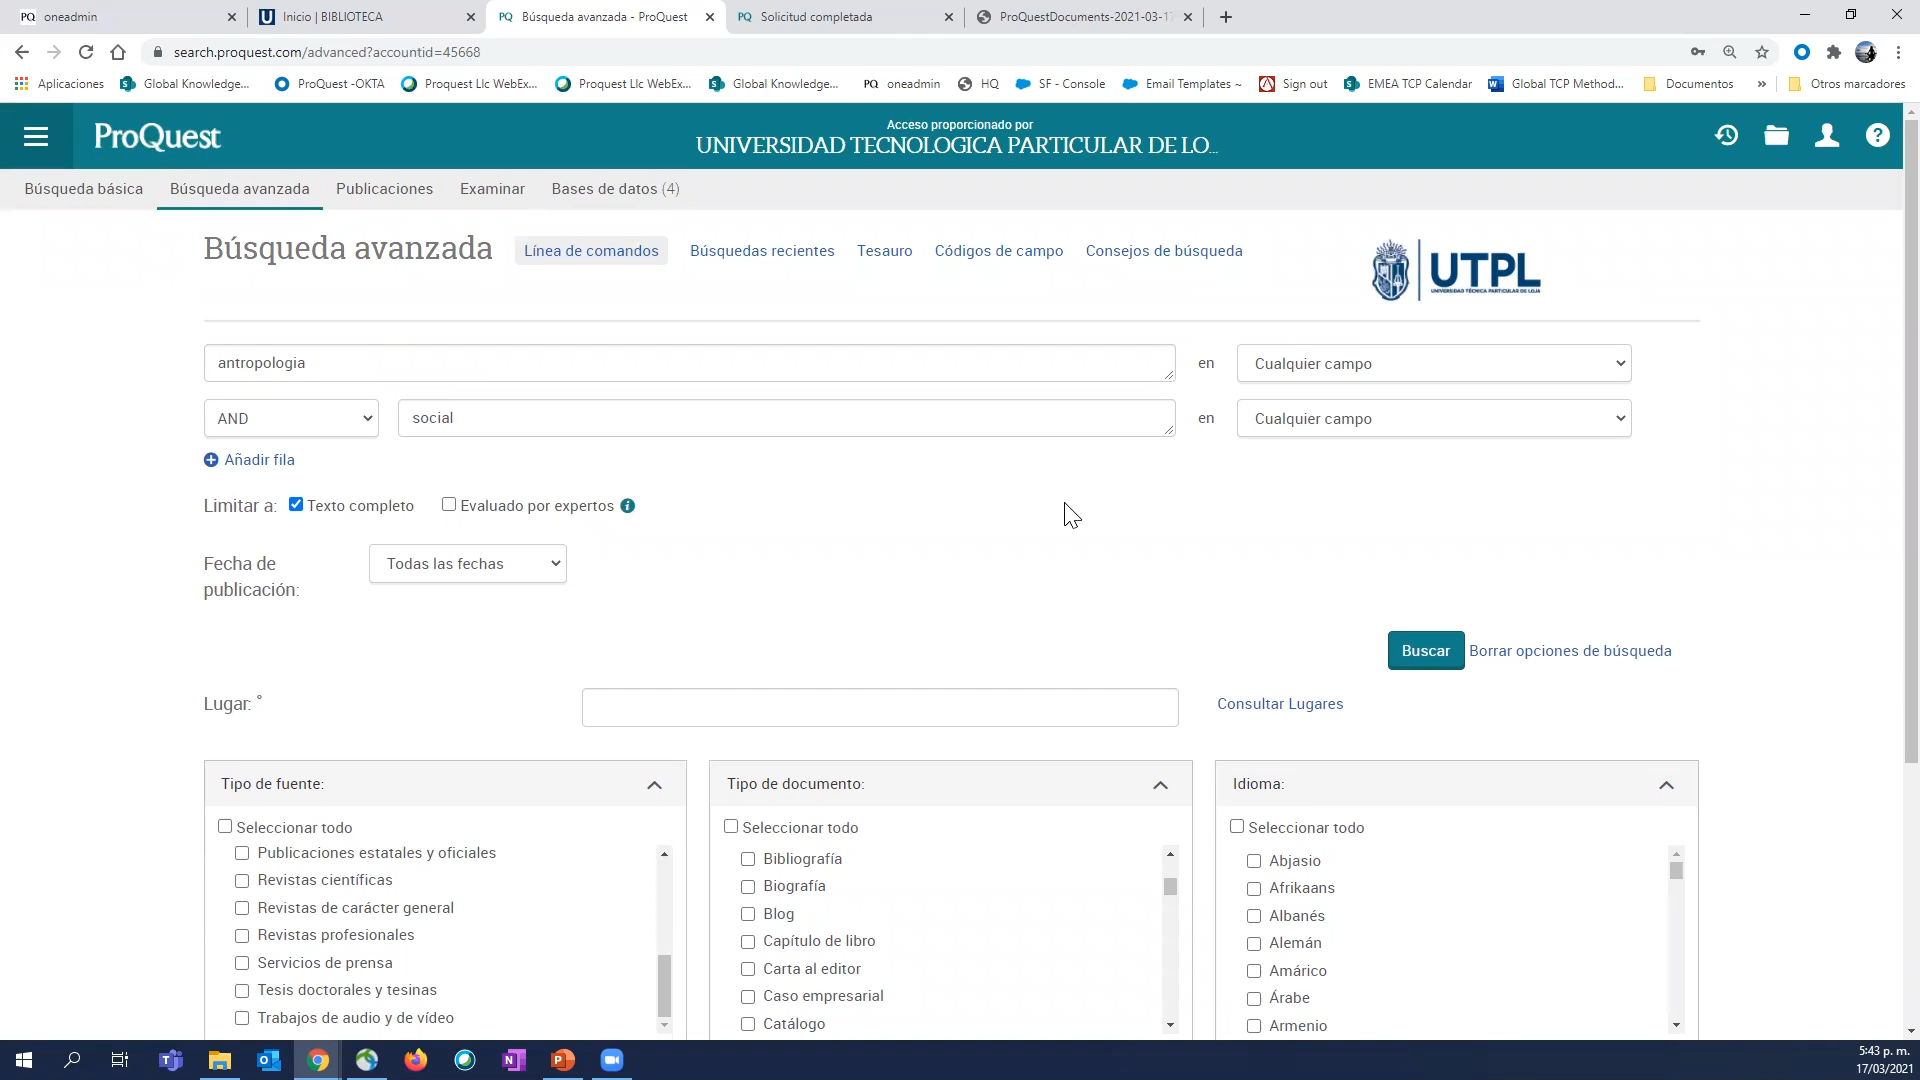 oneadmin
Inicio | BIBLIOTECA
Búsqueda avanzada - ProQuest
Solicitud completada
ProQuestDocuments-2021-03-17
search.proquest.com/advanced?accountid=45668
Aplicaciones
Global Knowledge...
ProQuest -OKTA
Proquest Llc WebEx...
Proquest Llc WebEx...
Global Knowledge...
oneadmin
HQ
SF - Console
Email Templates ~
Sign out
EMEA TCP Calendar
Global TCP Method...
Documentos
»
Otros marcadores
ProQuest
Acceso proporcionado por
UNIVERSIDAD TECNOLOGICA PARTICULAR DE LO...
Búsqueda básica
Búsqueda avanzada
Publicaciones
Examinar
Bases de datos (4)
Búsqueda avanzada
Línea de comandos
Búsquedas recientes
Tesauro
Códigos de campo
Consejos de búsqueda
UTPL
UNIVERSIDAD TÉCNICA PARTICULAR DE LOJA
antropologia
en
Cualquier campo
AND
social
en
Cualquier campo
Añadir fila
Limitar a:
Texto completo
Evaluado por expertos
Fecha de
publicación:
Todas las fechas
Buscar
Borrar opciones de búsqueda
Lugar: °
Consultar Lugares
Tipo de fuente:
Seleccionar todo
Publicaciones estatales y oficiales
Revistas científicas
Revistas de carácter general
Revistas profesionales
Servicios de prensa
Tesis doctorales y tesinas
Trabajos de audio y de vídeo
Tipo de documento:
Seleccionar todo
Bibliografía
Biografía
Blog
Capítulo de libro
Carta al editor
Caso empresarial
Catálogo
Idioma:
Seleccionar todo
Abjasio
Afrikaans
Albanés
Alemán
Amárico
Árabe
Armenio
5:43 p. m.
17/03/2021